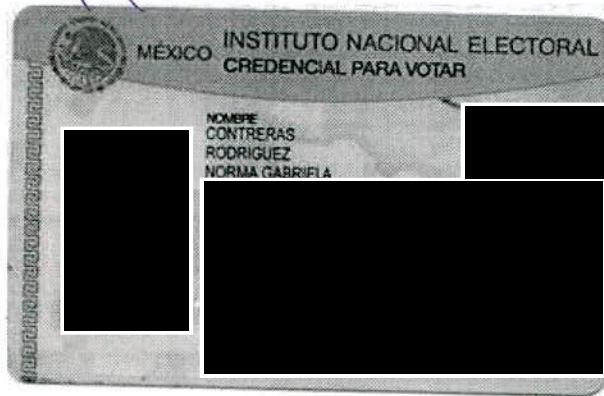 MÉXICO INSTITUTO NACIONAL ELECTORAL
CREDENCIAL PARA VOTAR
NOMBRE
CONTRERAS
RODRIGUEZ
NORMA GABRIELA